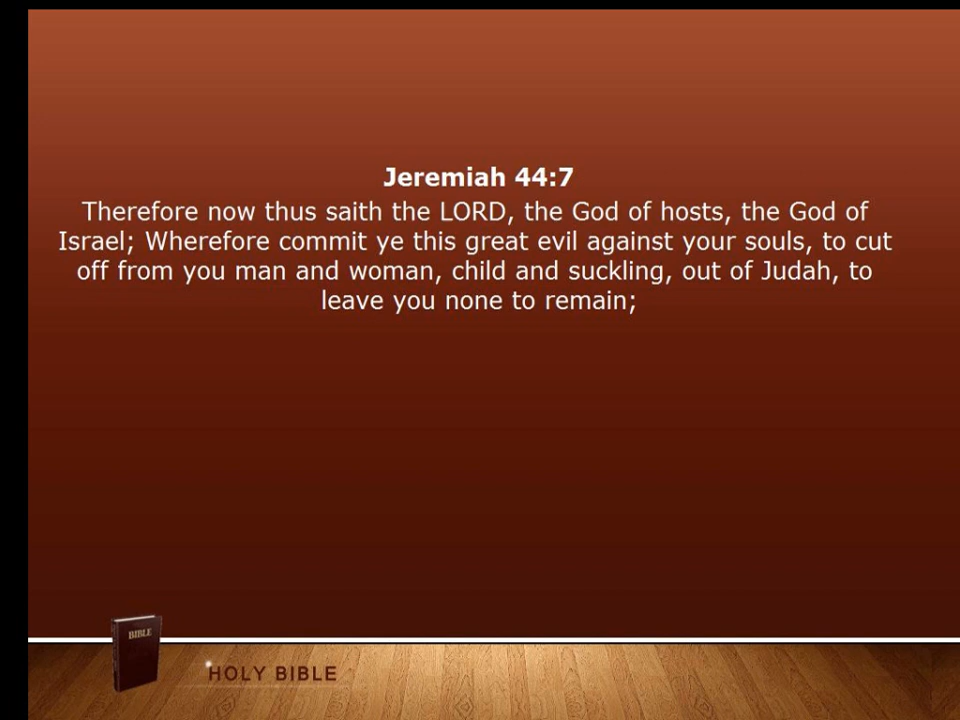 Jeremiah 44:7
Therefore now thus saith the LORD, the God of hosts, the God of
Israel; Wherefore commit ye this great evil against your souls, to cut
off from you man and woman, child and suckling, out of Judah, to
leave you none to remain;
BIBLE
HOLY BIBLE